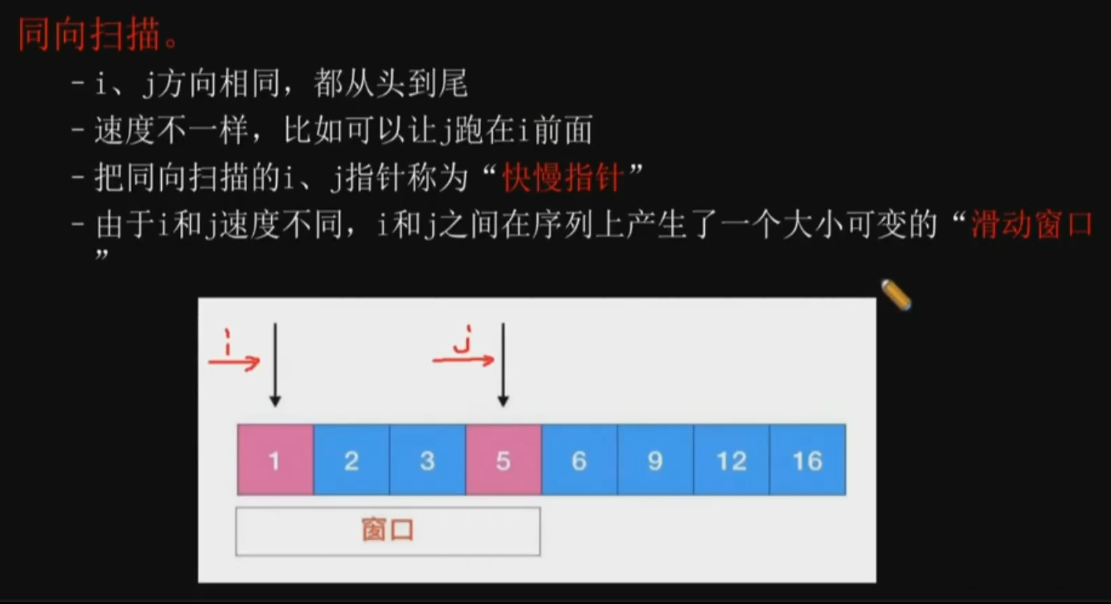 同向扫描。
–i、j方向相同，都从头到尾
–速度不一样，比如可以让j跑在i前面
–把同向扫描的i、j指针称为“快慢指针”
–由于i和j速度不同，i和j之间在序列上产生了一个大小可变的“滑动窗口
”
i j
1 2 3 5 6 9 12 16
窗口